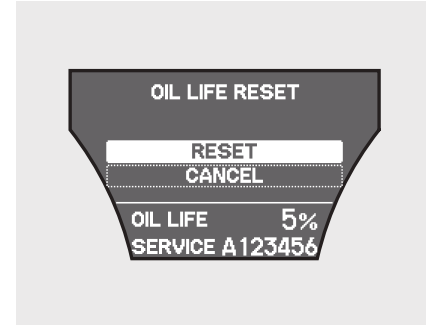 OIL LIFE RESET
RESET
CANCEL
OIL LIFE 5%
SERVICE A123456